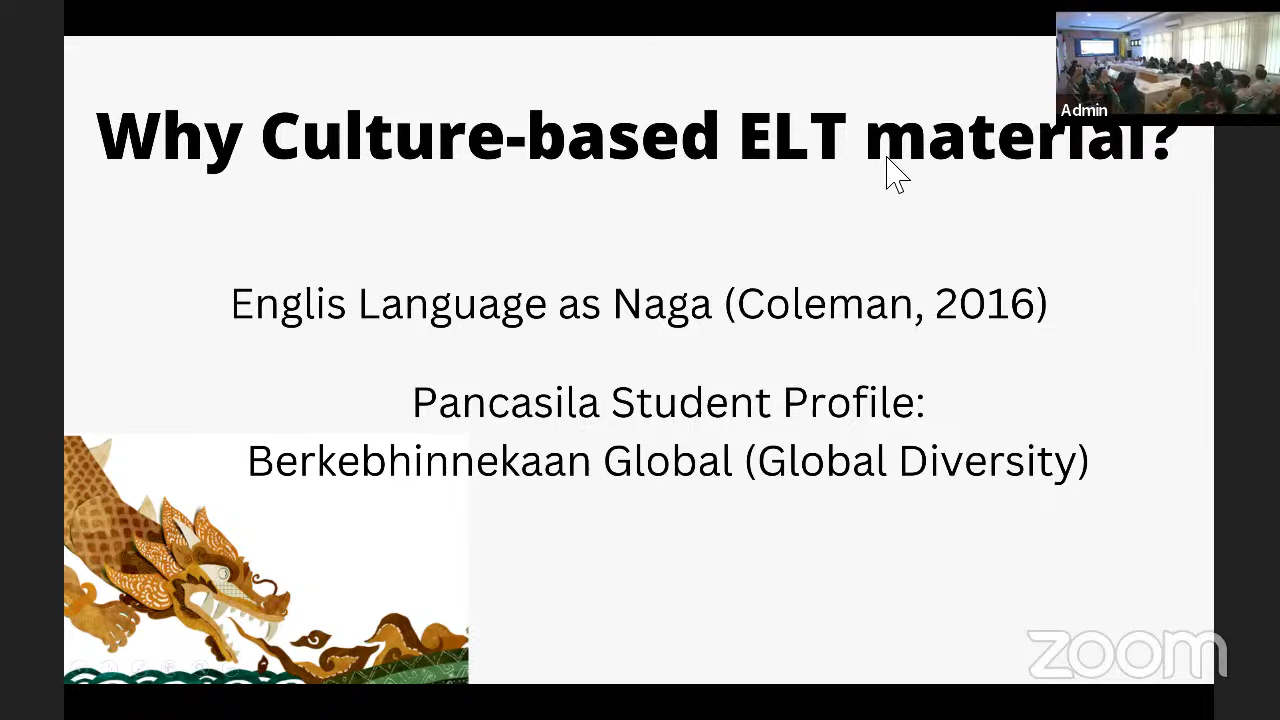 Admin
Why Culture-based ELT material?
Englis Language as Naga (Coleman, 2016)
Pancasila Student Profile:
Berkebhinnekaan Global (Global Diversity)
zoom